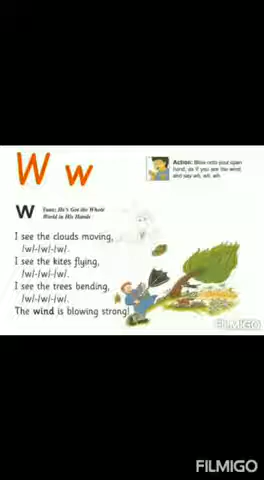 W w
Action: Blow onto your open
hand, as if you are the wind,
and say wh, wh, wh
w
Tune: He's Got the Whole
World in His Hands
I see the clouds moving,
/w/-/w/-/w/.
I see the kites flying,
/w/-/w/-/w/.
I see the trees bending,
/w/-/w/-/w/.
The wind is blowing strong!
FILMIGO
FILMIGO